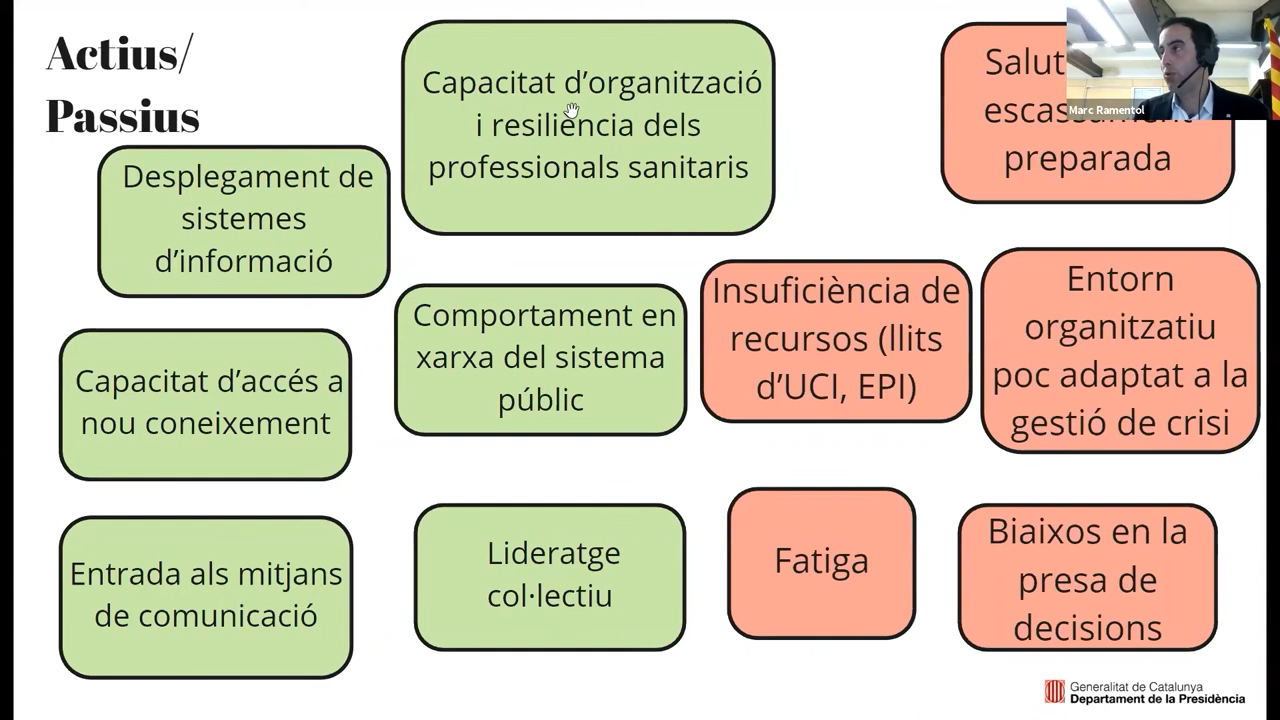 Actius/
Passius
Capacitat d’organització
i resiliència dels
professionals sanitaris
Salut
preparada
Marc Ramentol
Desplegament de
sistemes
d’informació
Comportament en
xarxa del sistema
públic
Insuficiència de
recursos (llits
d’UCI, EPI)
Entorn
organitzatiu
poc adaptat a la
gestió de crisi
Capacitat d’accés a
nou coneixement
Entrada als mitjans
de comunicació
Lideratge
col·lectiu
Fatiga
Biaixos en la
presa de
decisions
Generalitat de Catalunya
Departament de la Presidència